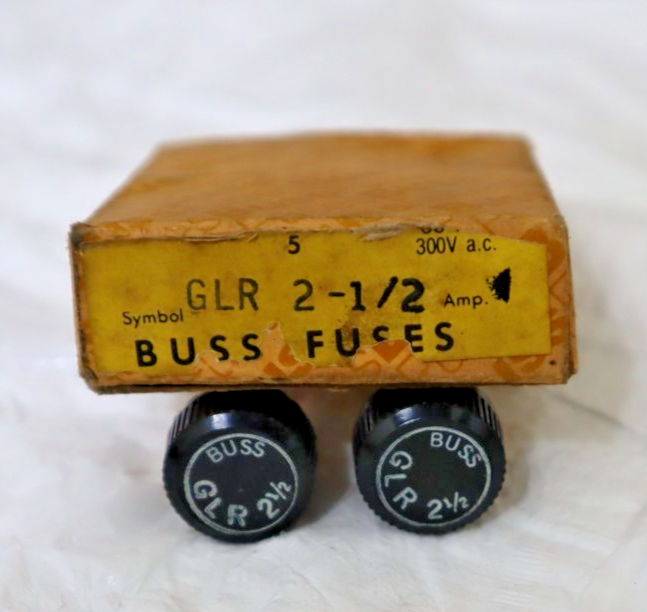 5
300V a.c.
Symbol GLR 2-1/2 Amp.
BUSS FUSES
BUSS
GLR 2½
BUSS
GLR 2½